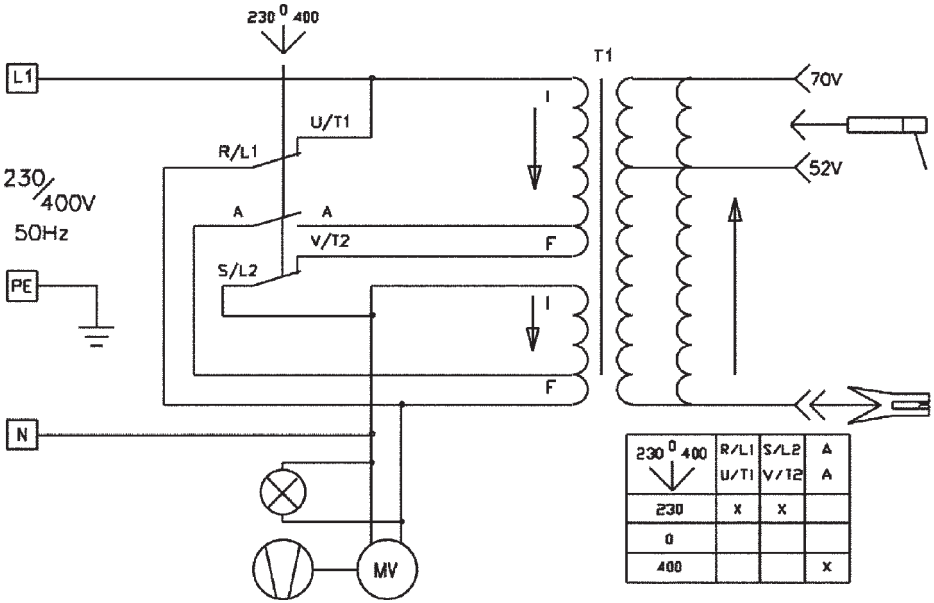 230 0 400
T1
L1
70V
I
U/T1
R/L1
52V
230
/
400V
50Hz
A A
V/T2
F
S/L2
PE
I
F
N
230 0 400 R/L1 S/L2 A
U/T1 V/T2 A
230 X X
0
400 X
MV